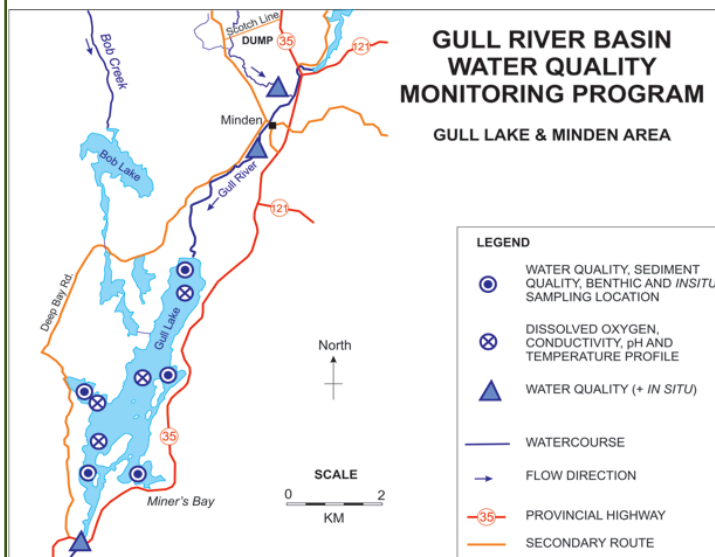 GULL RIVER BASIN
WATER QUALITY
MONITORING PROGRAM
GULL LAKE & MINDEN AREA
Bob Creek
Scotch Line
DUMP
35
121
Minden
Bob Lake
Gull River
121
Deep Bay Rd.
Gull Lake
North
35
Miner's Bay
SCALE
0 2
KM
LEGEND
WATER QUALITY, SEDIMENT
QUALITY, BENTHIC AND INSITU
SAMPLING LOCATION
DISSOLVED OXYGEN,
CONDUCTIVITY, pH AND
TEMPERATURE PROFILE
WATER QUALITY (+ IN SITU)
WATERCOURSE
FLOW DIRECTION
35 PROVINCIAL HIGHWAY
SECONDARY ROUTE